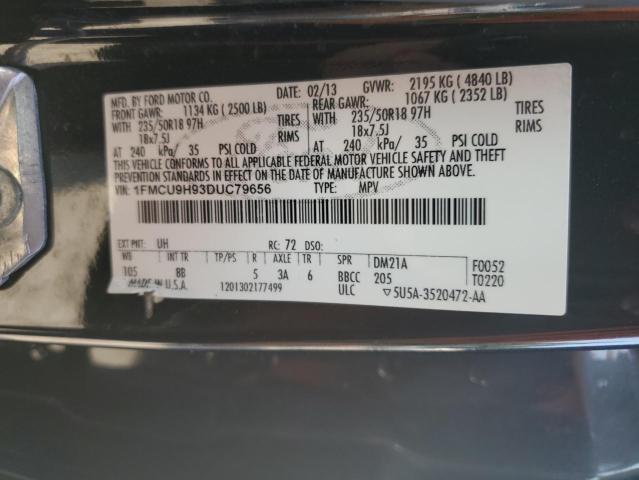 MFD. BY FORD MOTOR CO.
DATE: 02/13 GVWR: 2195 KG ( 4840 LB)
FRONT GAWR: 1134 KG ( 2500 LB) REAR GAWR: 1067 KG ( 2352 LB)
WITH 235/50R18 97H TIRES WITH 235/50R18 97H TIRES
18x7.5J RIMS 18x7.5J RIMS
AT 240 kPa/ 35 PSI COLD AT 240 kPa/ 35 PSI COLD
THIS VEHICLE CONFORMS TO ALL APPLICABLE FEDERAL MOTOR VEHICLE SAFETY AND THEFT
PREVENTION STANDARDS IN EFFECT ON THE DATE OF MANUFACTURE SHOWN ABOVE.
VIN: 1FMCU9H93DUC79656 TYPE: MPV
EXT PNT: UH RC: 72 DSO:
WB INT TR TP/PS R AXLE TR SPR DM21A F0052
105 8B 5 3A 6 BBCC 205 T0220
MADE IN U.S.A. 1201302177499 ULC ▽5U5A-3520472-AA